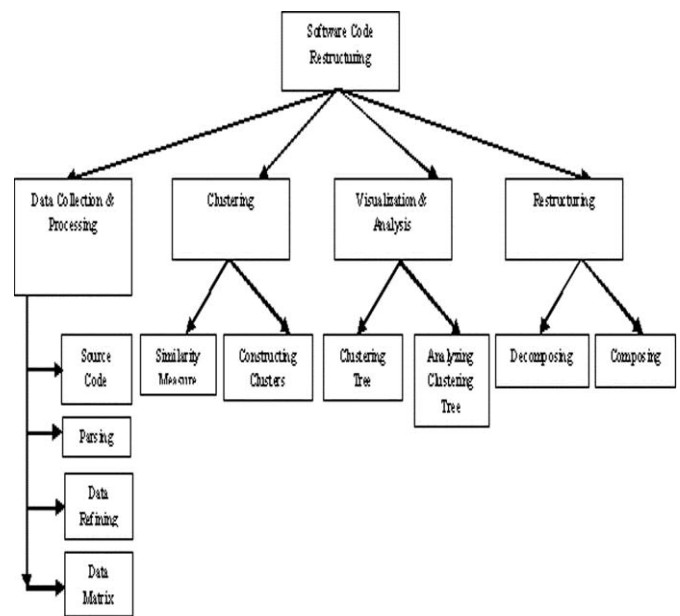 Software Code
Restructuring
Data Collection &
Processing
Clustering
Visualization &
Analysis
Restructuring
Source
Code
Similarity
Measure
Constructing
Clusters
Clustering
Tree
Analyzing
Clustering
Tree
Decomposing
Composing
Parsing
Data
Refining
Data
Matrix